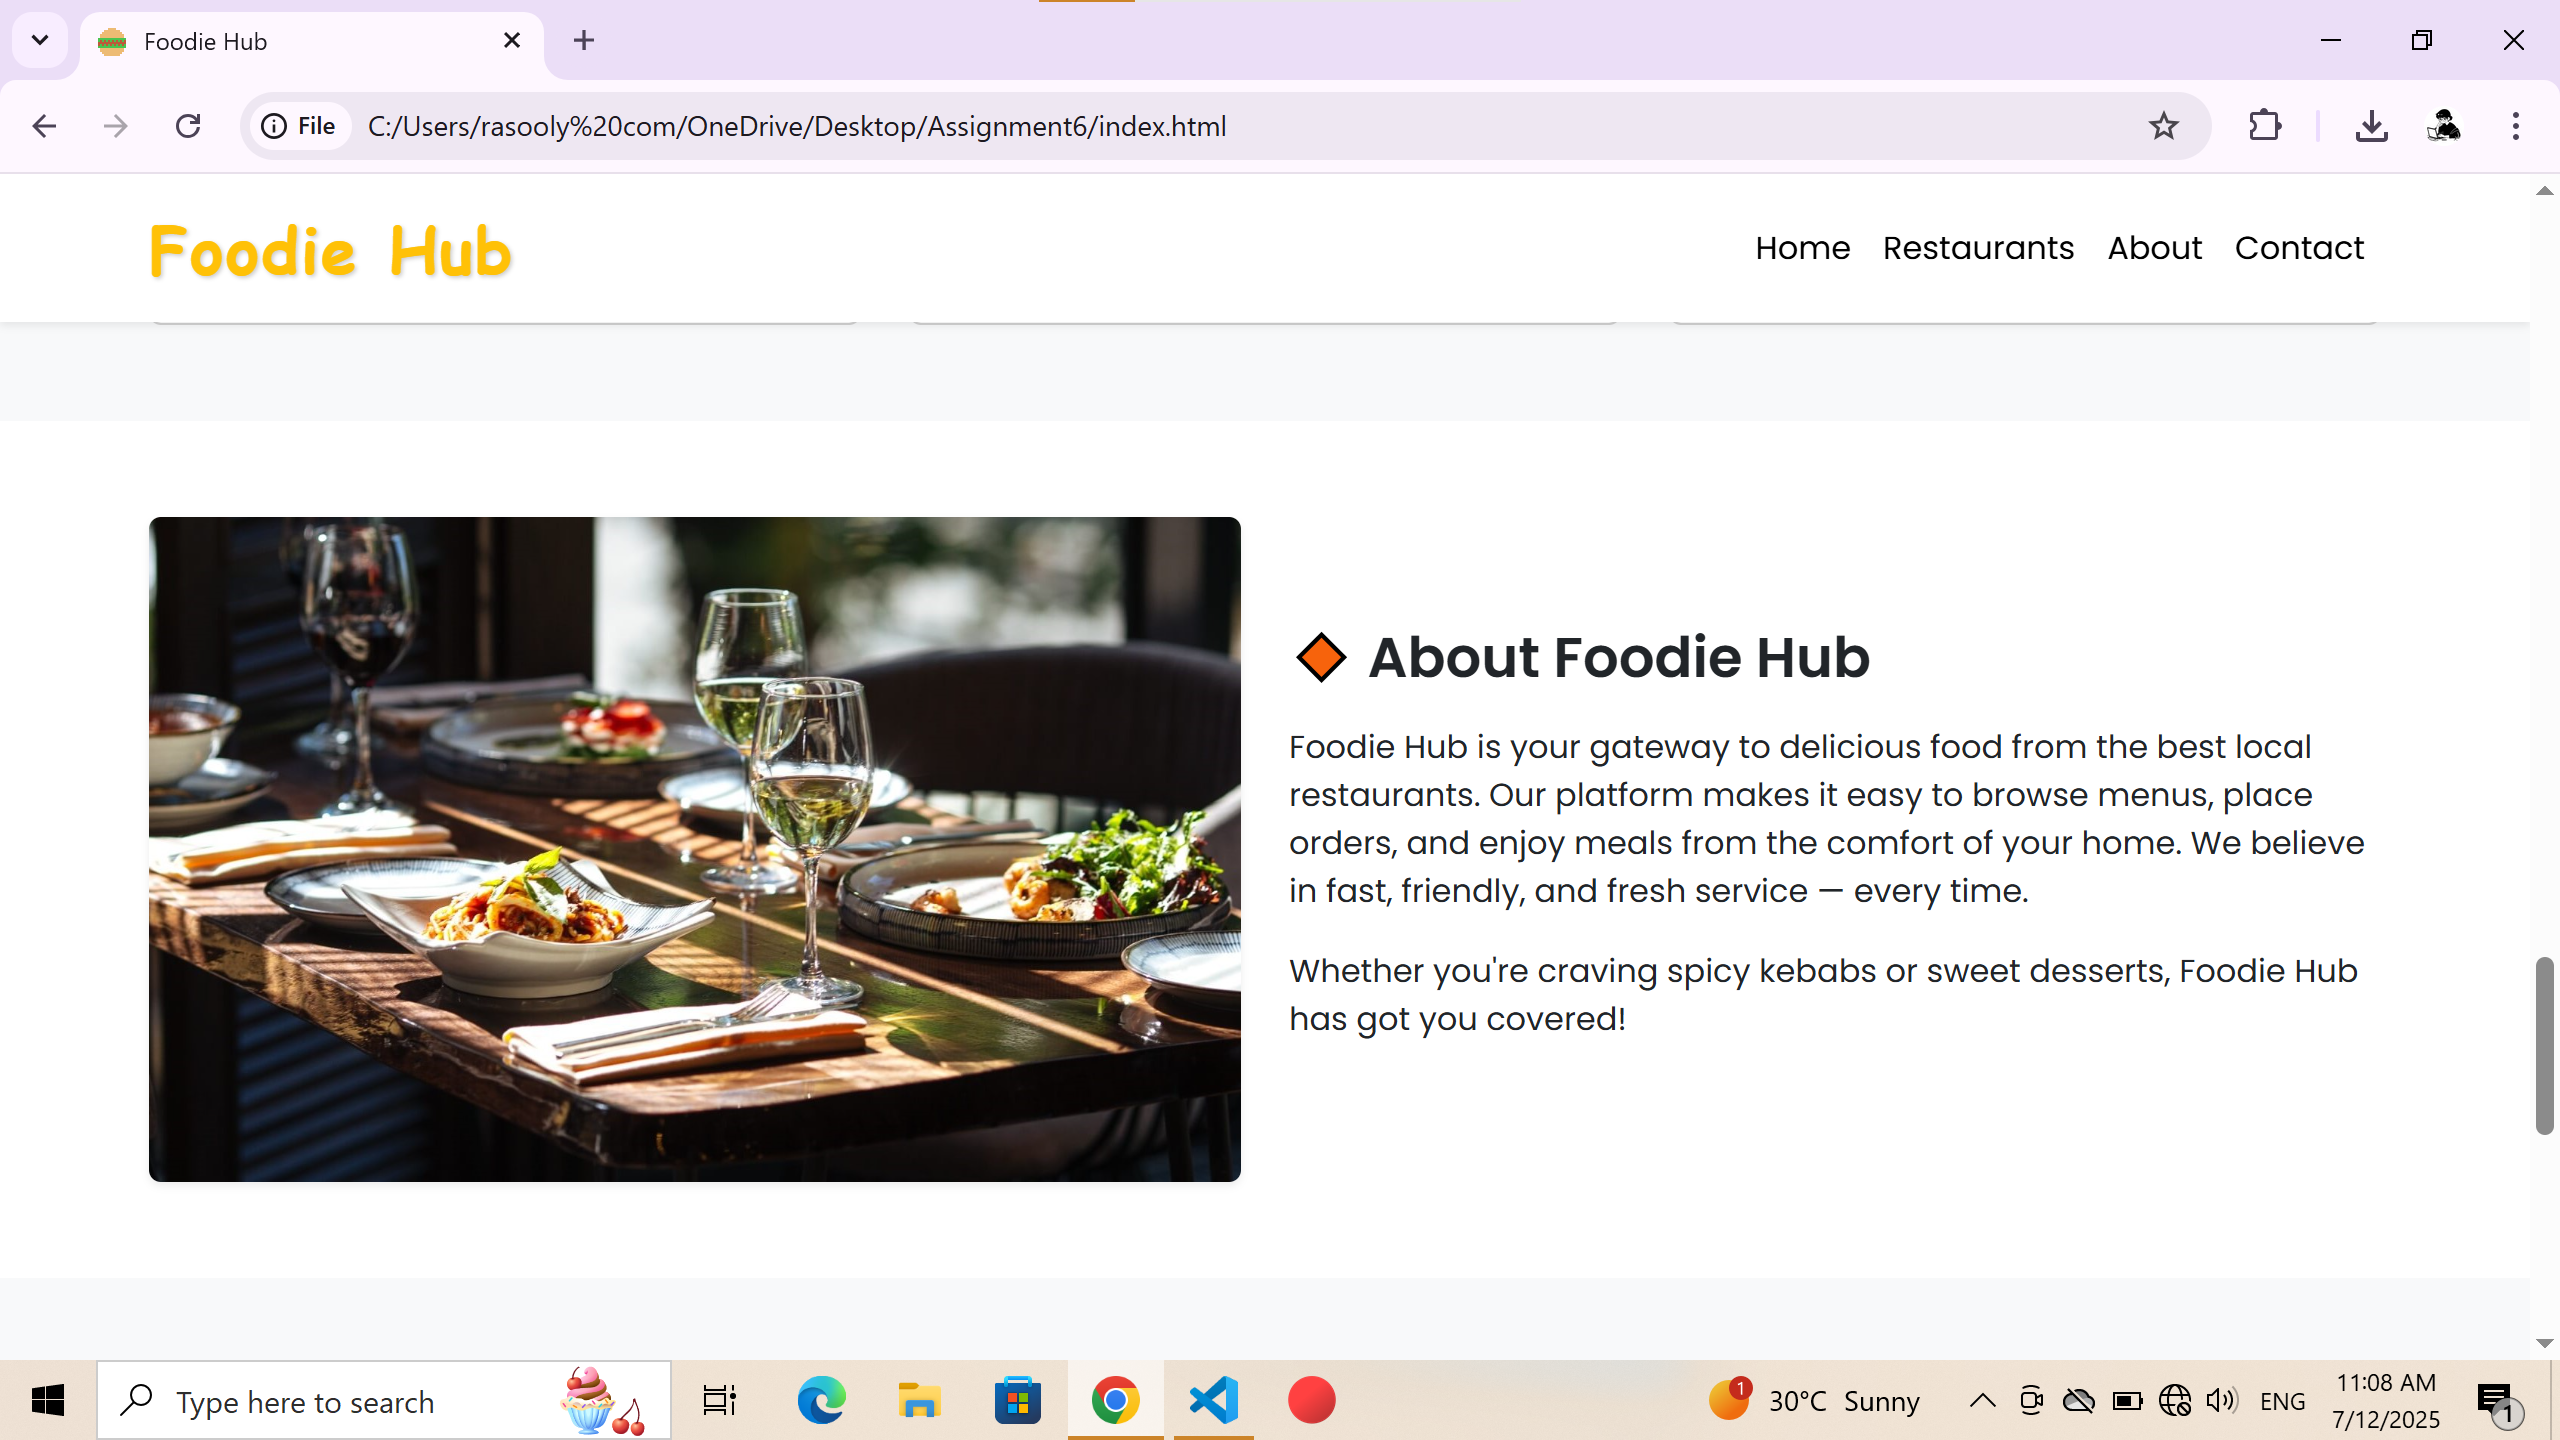 Foodie Hub
File
C:/Users/rasooly%20com/OneDrive/Desktop/Assignment6/index.html
Foodie Hub
Home Restaurants About Contact
🔶 About Foodie Hub
Foodie Hub is your gateway to delicious food from the best local
restaurants. Our platform makes it easy to browse menus, place
orders, and enjoy meals from the comfort of your home. We believe
in fast, friendly, and fresh service — every time.
Whether you're craving spicy kebabs or sweet desserts, Foodie Hub
has got you covered!
Type here to search
1
30°C Sunny
ENG
11:08 AM
7/12/2025
1